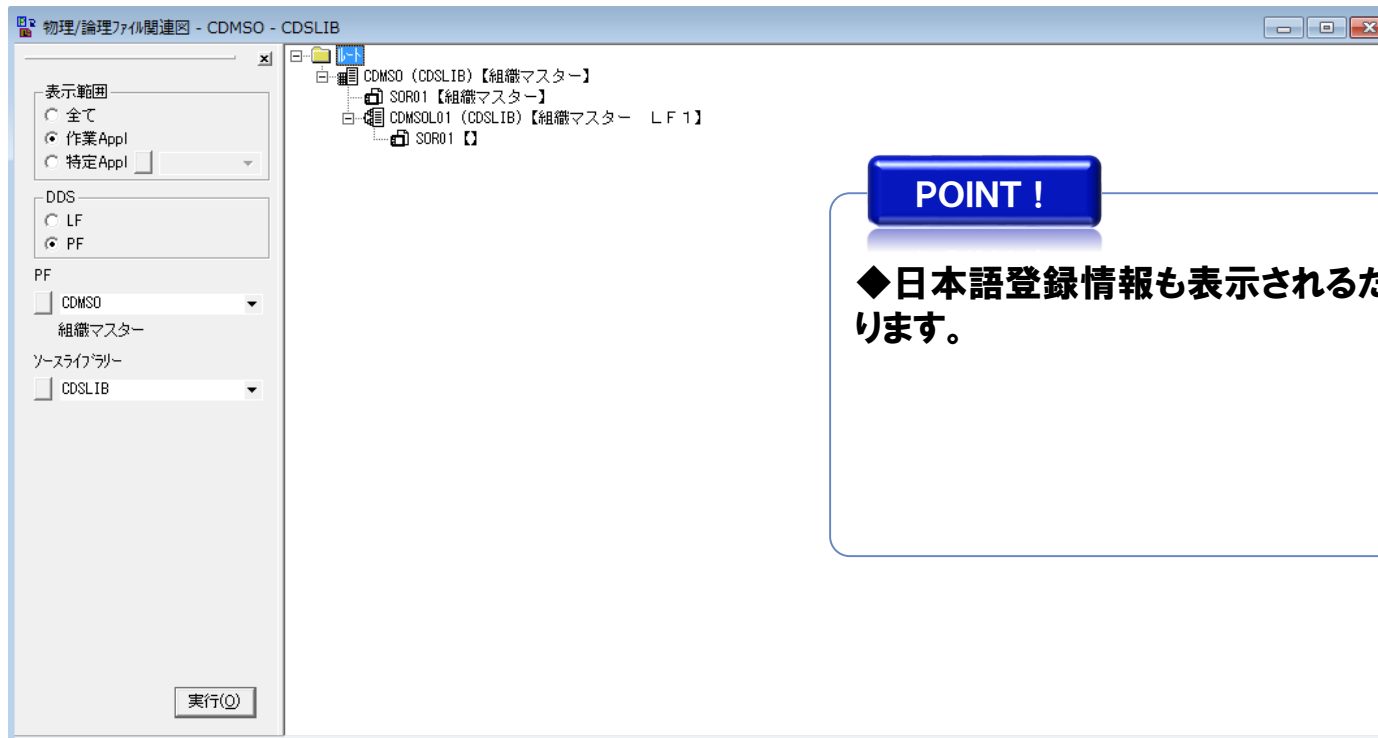 物理/論理ﾌｧｲﾙ関連図 - CDMSO - CDSLIB
表示範囲
全て
作業Appl
特定Appl
DDS
LF
PF
PF
CDMSO
組織マスター
ｿｰｽﾗｲﾌﾞﾗﾘｰ
CDSLIB
実行(O)
ﾙｰﾄ
CDMSO (CDSLIB)【組織マスター】
SOR01【組織マスター】
CDMSOL01 (CDSLIB)【組織マスター　ＬＦ１】
SOR01【】
POINT！
◆日本語登録情報も表示されるた
ります。